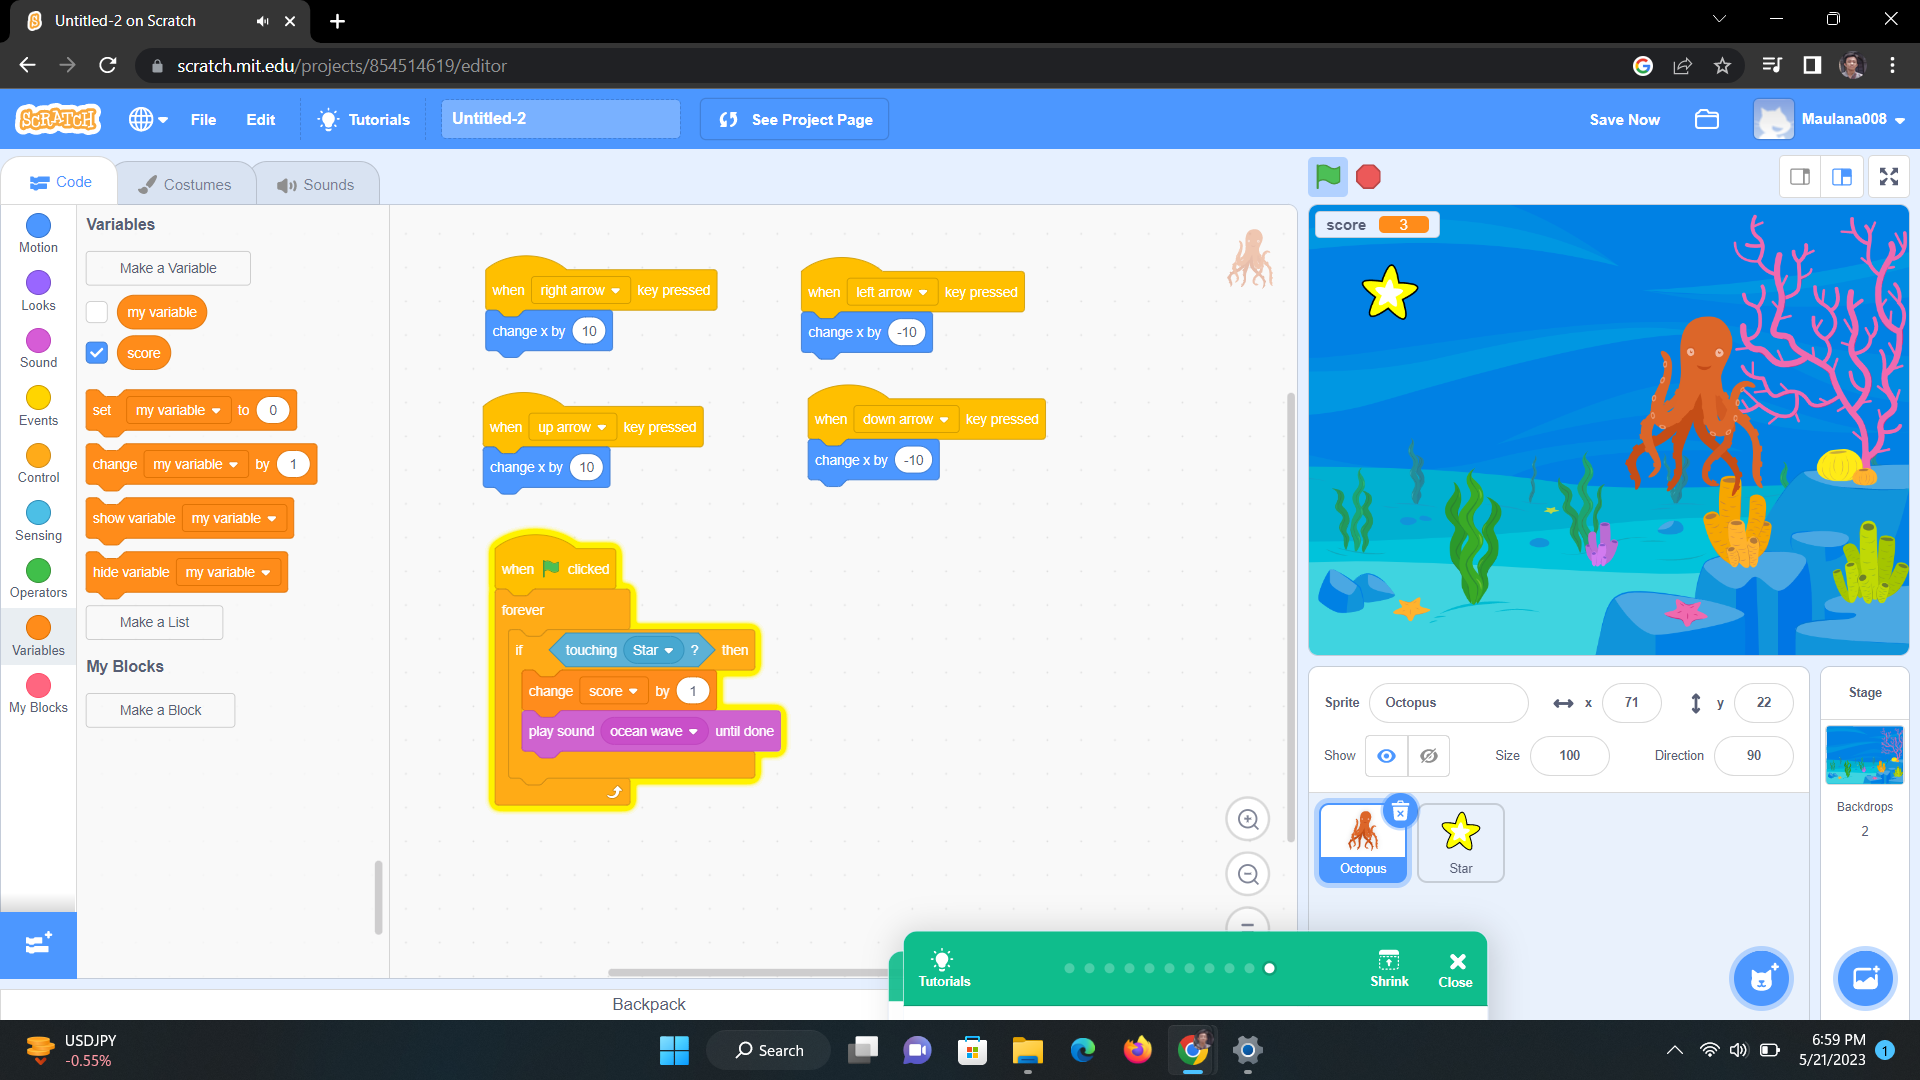 Untitled-2 on Scratch
scratch.mit.edu/projects/854514619/editor
SCRATCH
File
Edit
Tutorials
Untitled-2
See Project Page
Save Now
Maulana008
Code
Costumes
Sounds
Motion
Looks
Sound
Events
Control
Sensing
Operators
Variables
My Blocks
Variables
Make a Variable
my variable
score
set my variable to 0
change my variable by 1
show variable my variable
hide variable my variable
Make a List
My Blocks
Make a Block
when right arrow key pressed
change x by 10
when left arrow key pressed
change x by -10
when up arrow key pressed
change x by 10
when down arrow key pressed
change x by -10
when clicked
forever
if touching Star ? then
change score by 1
play sound ocean wave until done
score 3
Sprite Octopus x 71 y 22
Show Size 100 Direction 90
Octopus
Star
Stage
Backdrops
2
Tutorials
Shrink
Close
Backpack
USDJPY
-0.55%
Search
6:59 PM
5/21/2023
1